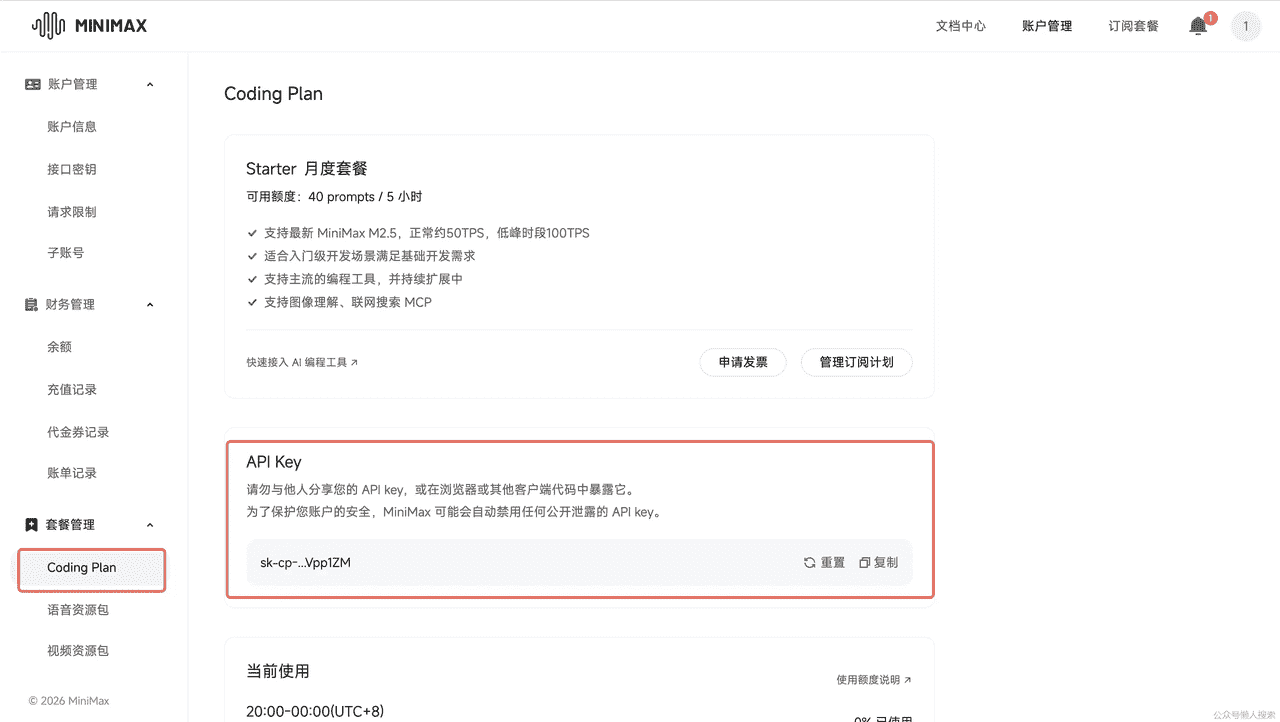 MINIMAX
文档中心
账户管理
订阅套餐
1
1
账户管理
账户信息
接口密钥
请求限制
子账号
财务管理
余额
充值记录
代金券记录
账单记录
套餐管理
Coding Plan
语音资源包
视频资源包
© 2026 MiniMax
Coding Plan
Starter 月度套餐
可用额度：40 prompts / 5 小时
支持最新 MiniMax M2.5，正常约50TPS，低峰时段100TPS
适合入门级开发场景满足基础开发需求
支持主流的编程工具，并持续扩展中
支持图像理解、联网搜索 MCP
快速接入 AI 编程工具
申请发票
管理订阅计划
API Key
请勿与他人分享您的 API key，或在浏览器或其他客户端代码中暴露它。
为了保护您账户的安全，MiniMax 可能会自动禁用任何公开泄露的 API key。
sk-cp-...Vpp1ZM
重置
复制
当前使用
使用额度说明
20:00-00:00(UTC+8)
0% 已使用
公众号懒人搜索